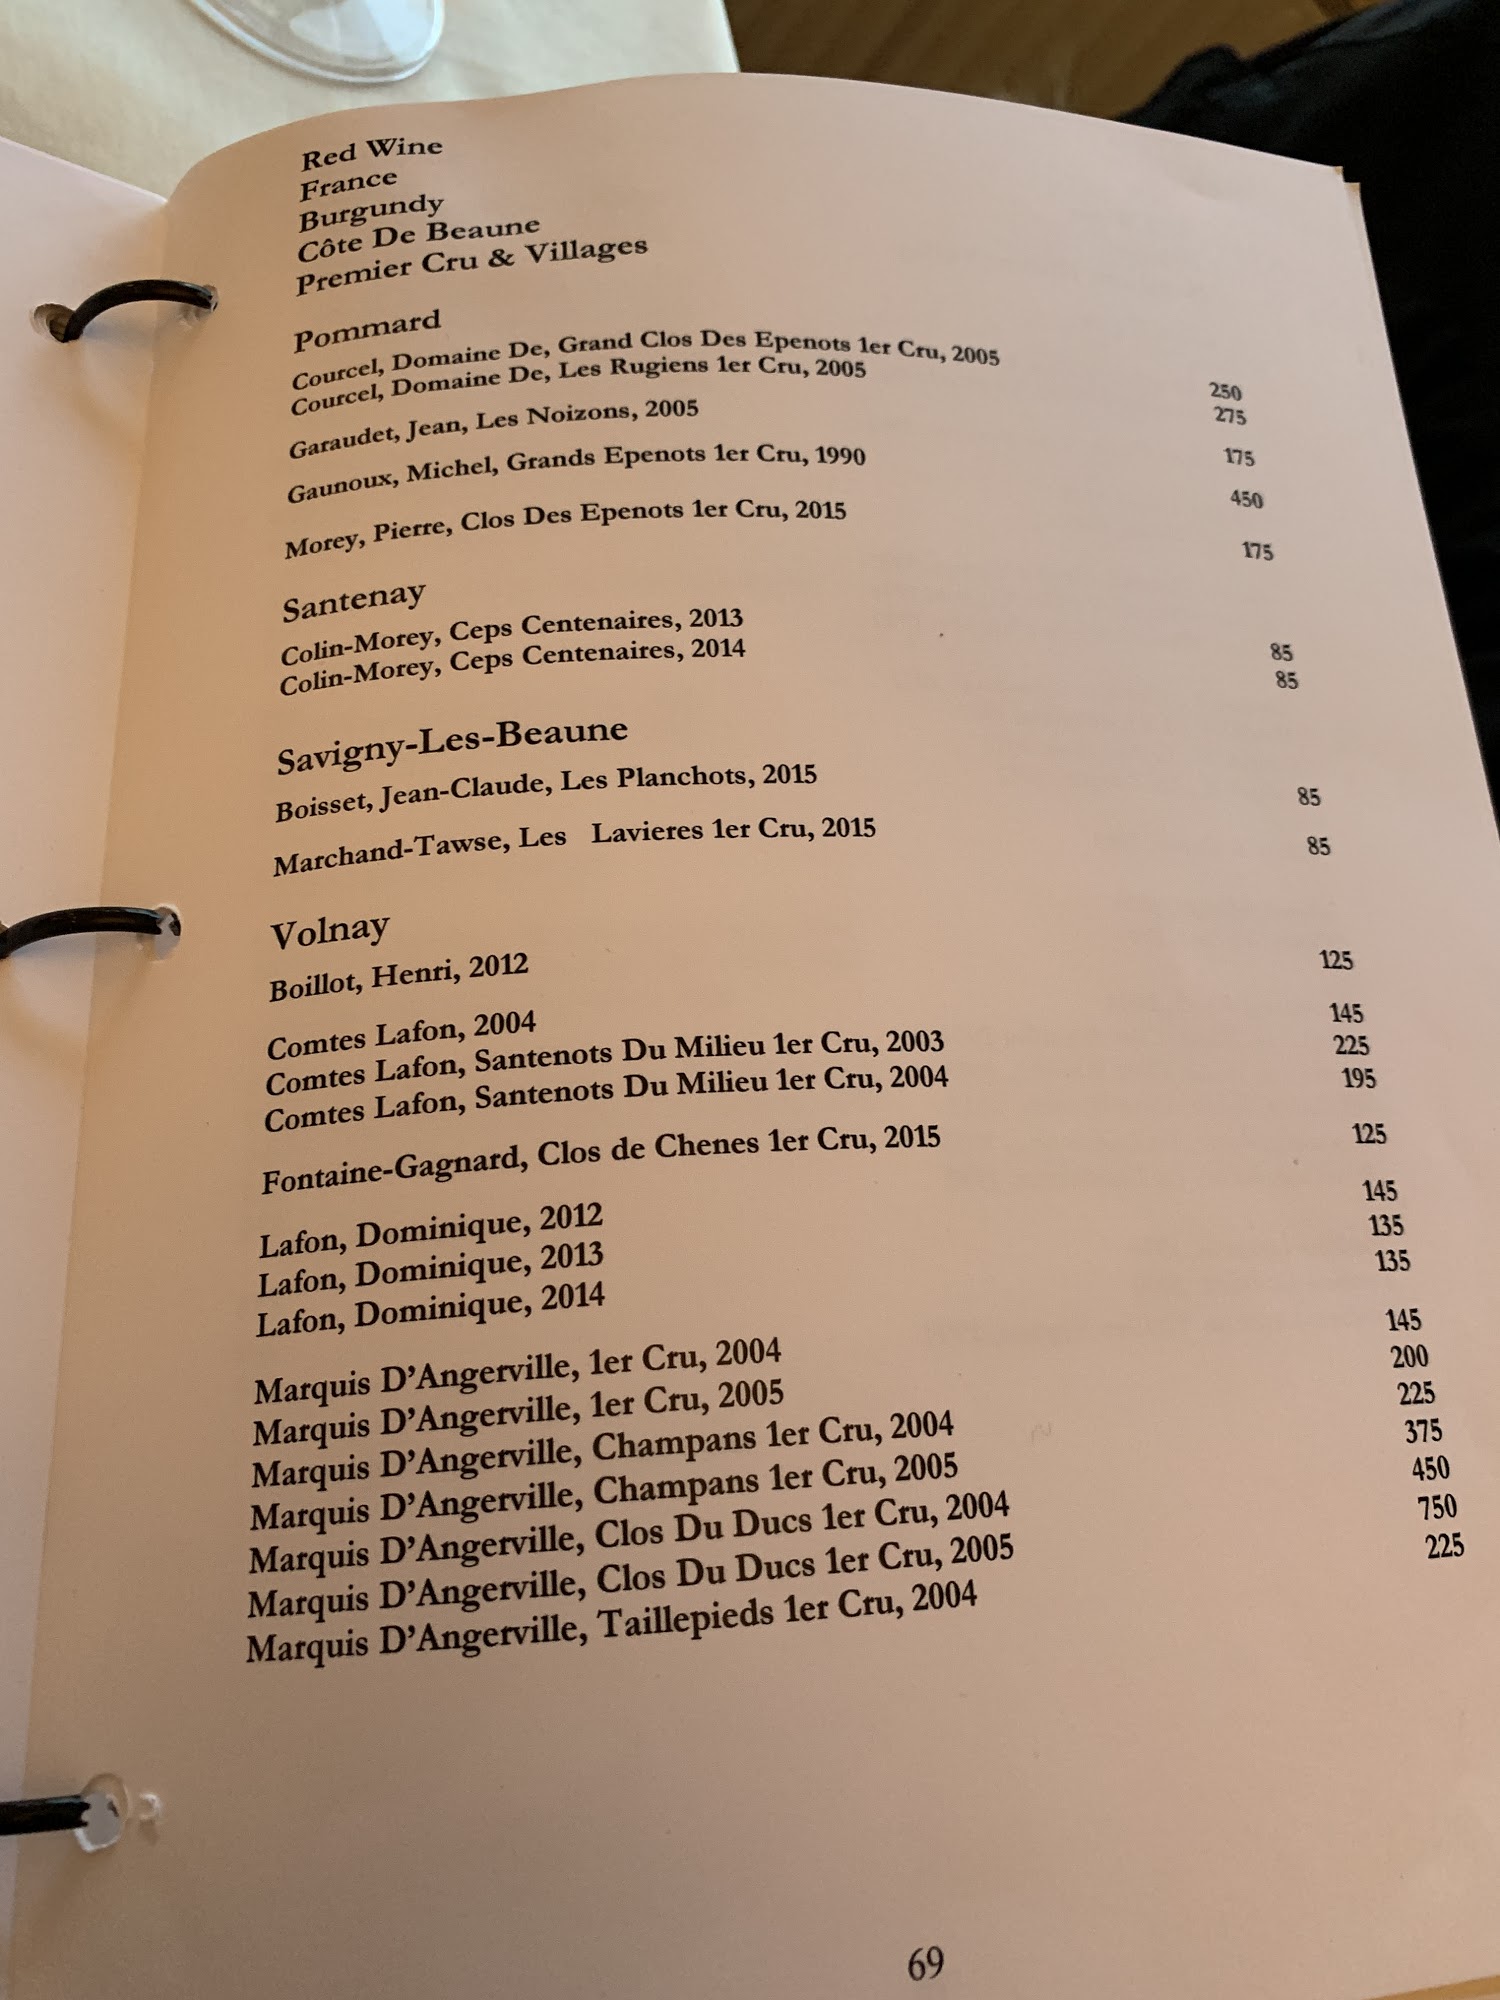 Red Wine
France
Burgundy
Côte De Beaune
Premier Cru & Villages
Pommard
Courcel, Domaine De, Grand Clos Des Epenots 1er Cru, 2005 250
Courcel, Domaine De, Les Rugiens 1er Cru, 2005 275
Garaudet, Jean, Les Noizons, 2005 175
Gaunoux, Michel, Grands Epenots 1er Cru, 1990 450
Morey, Pierre, Clos Des Epenots 1er Cru, 2015 175
Santenay
Colin-Morey, Ceps Centenaires, 2013 85
Colin-Morey, Ceps Centenaires, 2014 85
Savigny-Les-Beaune
Boisset, Jean-Claude, Les Planchots, 2015 85
Marchand-Tawse, Les Lavieres 1er Cru, 2015 85
Volnay
Boillot, Henri, 2012 125
Comtes Lafon, 2004 145
Comtes Lafon, Santenots Du Milieu 1er Cru, 2003 225
Comtes Lafon, Santenots Du Milieu 1er Cru, 2004 195
Fontaine-Gagnard, Clos de Chenes 1er Cru, 2015 125
Lafon, Dominique, 2012 145
Lafon, Dominique, 2013 135
Lafon, Dominique, 2014 135
Marquis D'Angerville, 1er Cru, 2004 145
Marquis D'Angerville, 1er Cru, 2005 200
Marquis D'Angerville, Champans 1er Cru, 2004 225
Marquis D'Angerville, Champans 1er Cru, 2005 375
Marquis D'Angerville, Clos Du Ducs 1er Cru, 2004 450
Marquis D'Angerville, Clos Du Ducs 1er Cru, 2005 750
Marquis D'Angerville, Taillepieds 1er Cru, 2004 225
69